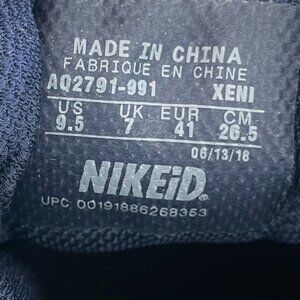 MADE IN CHINA
FABRIQUE EN CHINE
AQ2791-991 XENI
US UK EUR CM
9.5 7 41 26.5
06/13/18
NIKEiD.
UPC 00191886268353